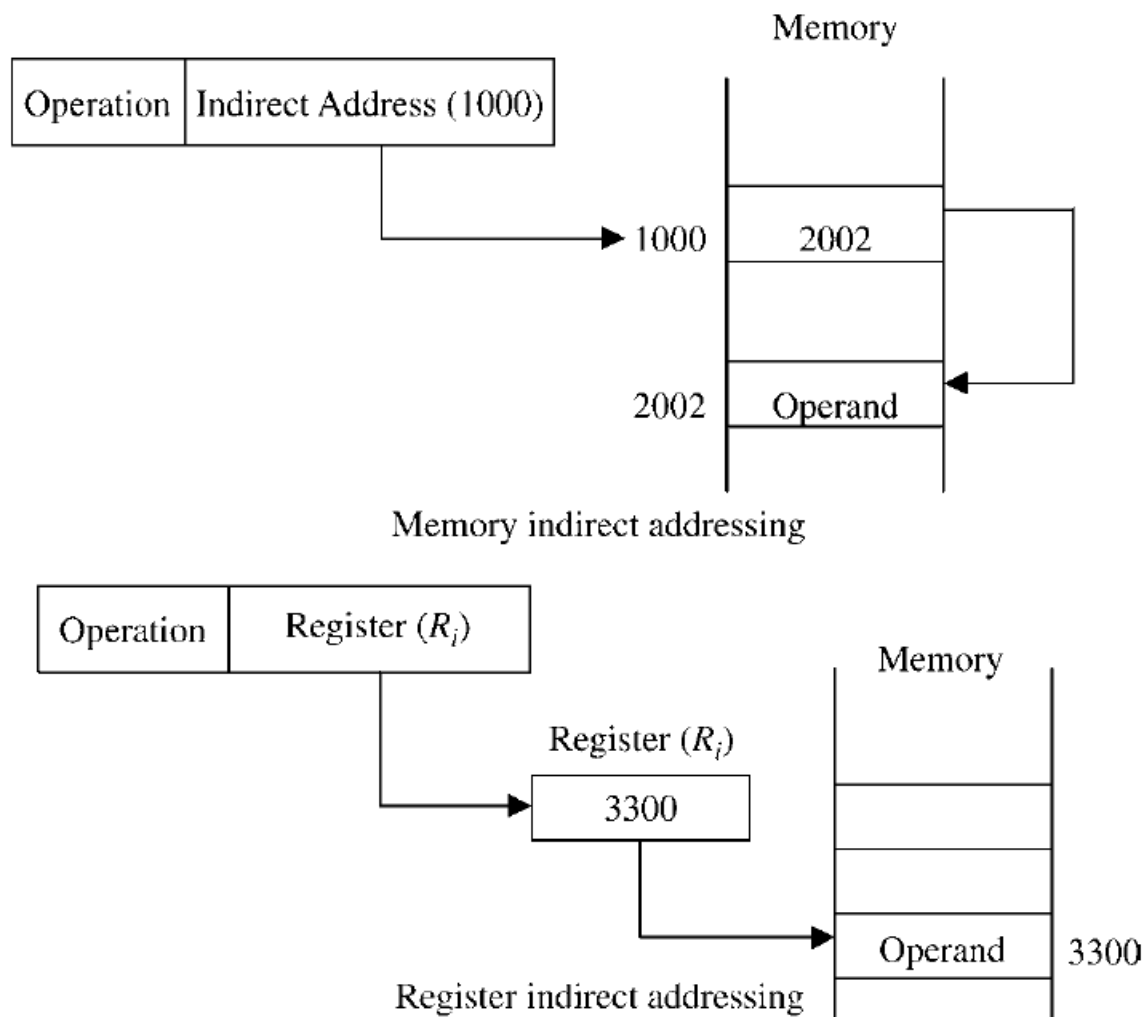 Memory
Operation Indirect Address (1000)
1000 2002
2002 Operand
Memory indirect addressing
Operation Register (Rᵢ)
Memory
Register (Rᵢ)
3300
Operand 3300
Register indirect addressing